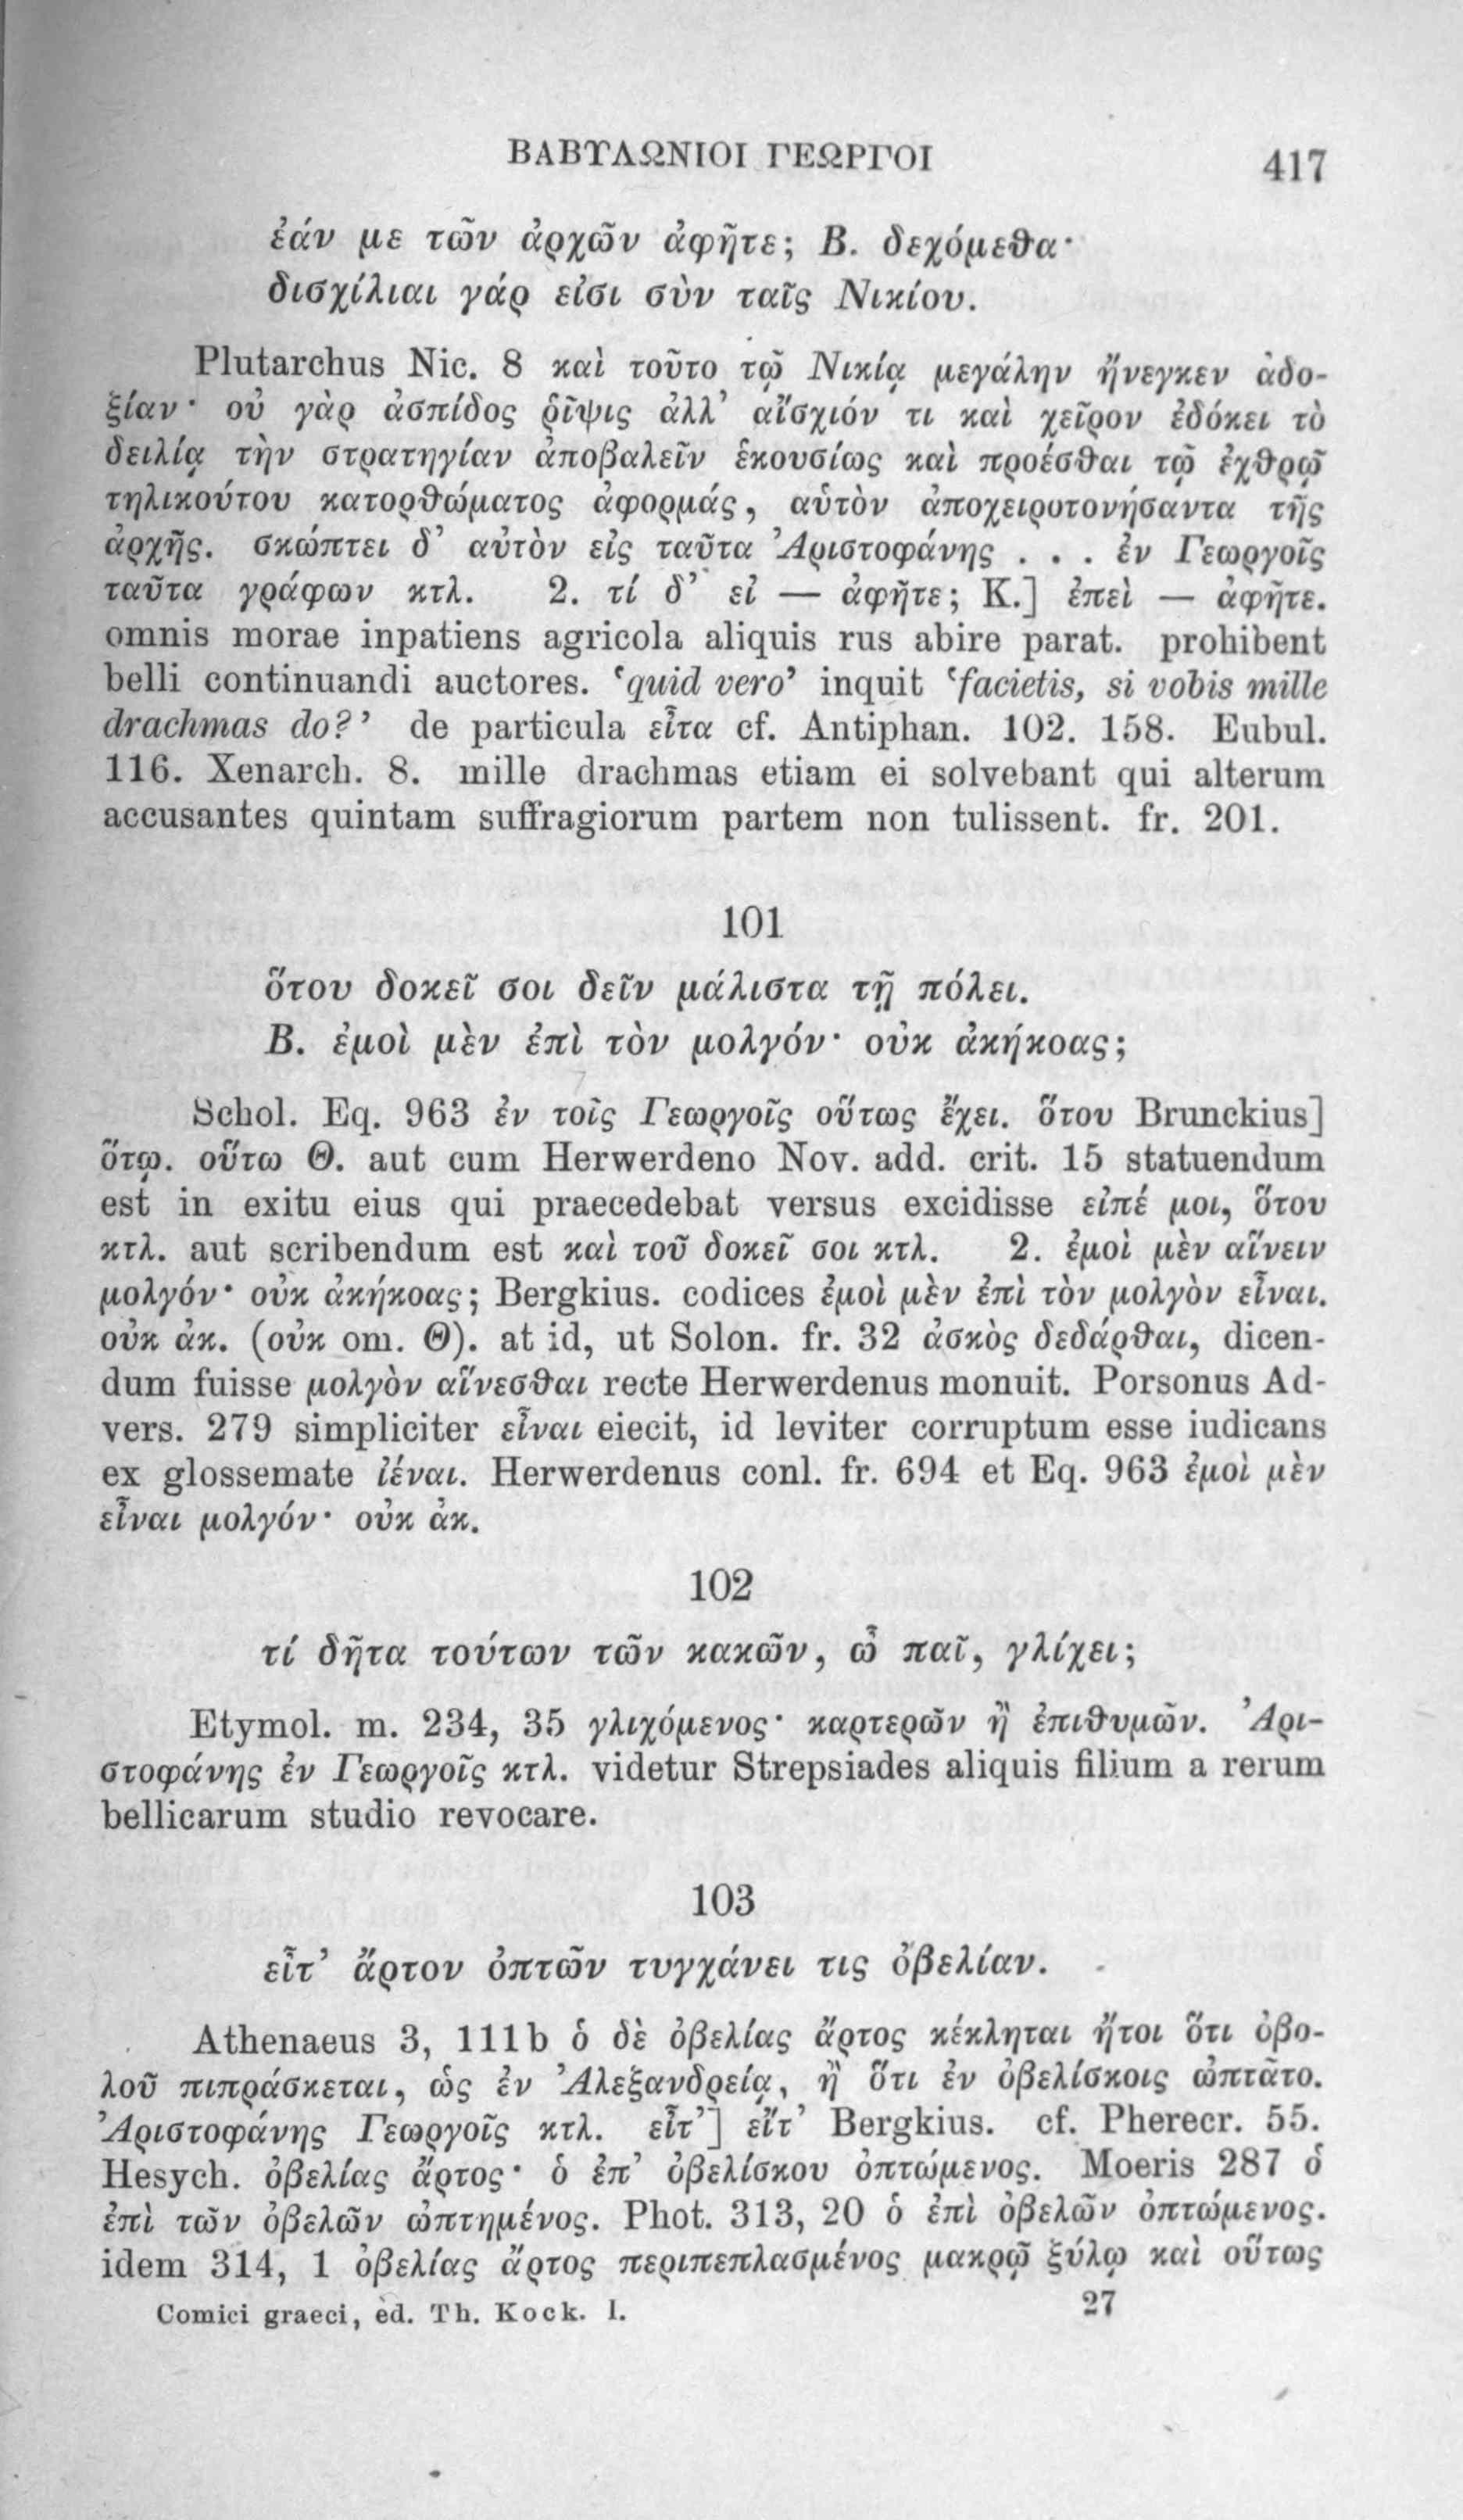 ΒΑΒΥΛΩΝΙΟΙ ΓΕΩΡΓΟΙ 417
ἐάν με τῶν ἀρχῶν ἀφῆτε; Β. δεχόμεθα·
δισχίλιαι γάρ εἰσι σὺν ταῖς Νικίου.
Plutarchus Nic. 8 καὶ τοῦτο τῷ Νικίᾳ μεγάλην ἤνεγκεν ἀδο-
ξίαν· οὐ γὰρ ἀσπίδος ῥῖψις ἀλλ’ αἴσχιόν τι καὶ χεῖρον ἐδόκει τὸ
δειλίᾳ τὴν στρατηγίαν ἀποβαλεῖν ἑκουσίως καὶ προέσθαι τῷ ἐχθρῷ
τηλικούτου κατορθώματος ἀφορμάς, αὑτὸν ἀποχειροτονήσαντα τῆς
ἀρχῆς. σκώπτει δ’ αὐτὸν εἰς ταῦτα Ἀριστοφάνης . . . ἐν Γεωργοῖς
ταῦτα γράφων κτλ. 2. τί δ’ εἰ — ἀφῆτε; K.] ἐπεὶ — ἀφῆτε.
omnis morae inpatiens agricola aliquis rus abire parat. prohibent
belli continuandi auctores. ‘quid vero’ inquit ‘facietis, si vobis mille
drachmas do?’ de particula εἶτα cf. Antiphan. 102. 158. Eubul.
116. Xenarch. 8. mille drachmas etiam ei solvebant qui alterum
accusantes quintam suffragiorum partem non tulissent. fr. 201.
101
ὅτου δοκεῖ σοι δεῖν μάλιστα τῇ πόλει.
Β. ἐμοὶ μὲν ἐπὶ τὸν μολγόν· οὐκ ἀκήκοας;
Schol. Eq. 963 ἐν τοῖς Γεωργοῖς οὕτως ἔχει. ὅτου Brunckius]
ὅτῳ. οὕτω Θ. aut cum Herwerdeno Nov. add. crit. 15 statuendum
est in exitu eius qui praecedebat versus excidisse εἰπέ μοι, ὅτου
κτλ. aut scribendum est καὶ τοῦ δοκεῖ σοι κτλ. 2. ἐμοὶ μὲν αἴνειν
μολγόν· οὐκ ἀκήκοας; Bergkius. codices ἐμοὶ μὲν ἐπὶ τὸν μολγὸν εἶναι.
οὐκ ἀκ. (οὐκ om. Θ). at id, ut Solon. fr. 32 ἀσκὸς δεδάρθαι, dicen-
dum fuisse μολγὸν αἵνεσθαι recte Herwerdenus monuit. Porsonus Ad-
vers. 279 simpliciter εἶναι eiecit, id leviter corruptum esse iudicans
ex glossemate ἰέναι. Herwerdenus conl. fr. 694 et Eq. 963 ἐμοὶ μὲν
εἶναι μολγόν· οὐκ ἀκ.
102
τί δῆτα τούτων τῶν κακῶν, ὦ παῖ, γλίχει;
Etymol. m. 234, 35 γλιχόμενος· καρτερῶν ἢ ἐπιθυμῶν. Ἀρι-
στοφάνης ἐν Γεωργοῖς κτλ. videtur Strepsiades aliquis filium a rerum
bellicarum studio revocare.
103
εἶτ’ ἄρτον ὀπτῶν τυγχάνει τις ὀβελίαν.
Athenaeus 3, 111b ὁ δὲ ὀβελίας ἄρτος κέκληται ἤτοι ὅτι ὀβο-
λοῦ πιπράσκεται, ὡς ἐν Ἀλεξανδρείᾳ, ἢ ὅτι ἐν ὀβελίσκοις ὠπτᾶτο.
Ἀριστοφάνης Γεωργοῖς κτλ. εἶτ’] εἴτ’ Bergkius. cf. Pherecr. 55.
Hesych. ὀβελίας ἄρτος· ὁ ἐπ’ ὀβελίσκου ὀπτώμενος. Moeris 287 ὁ
ἐπὶ τῶν ὀβελῶν ὠπτημένος. Phot. 313, 20 ὁ ἐπὶ ὀβελῶν ὀπτώμενος.
idem 314, 1 ὀβελίας ἄρτος περιπεπλασμένος μακρῷ ξύλῳ καὶ οὕτως
Comici graeci, ed. Th. Kock. I. 27